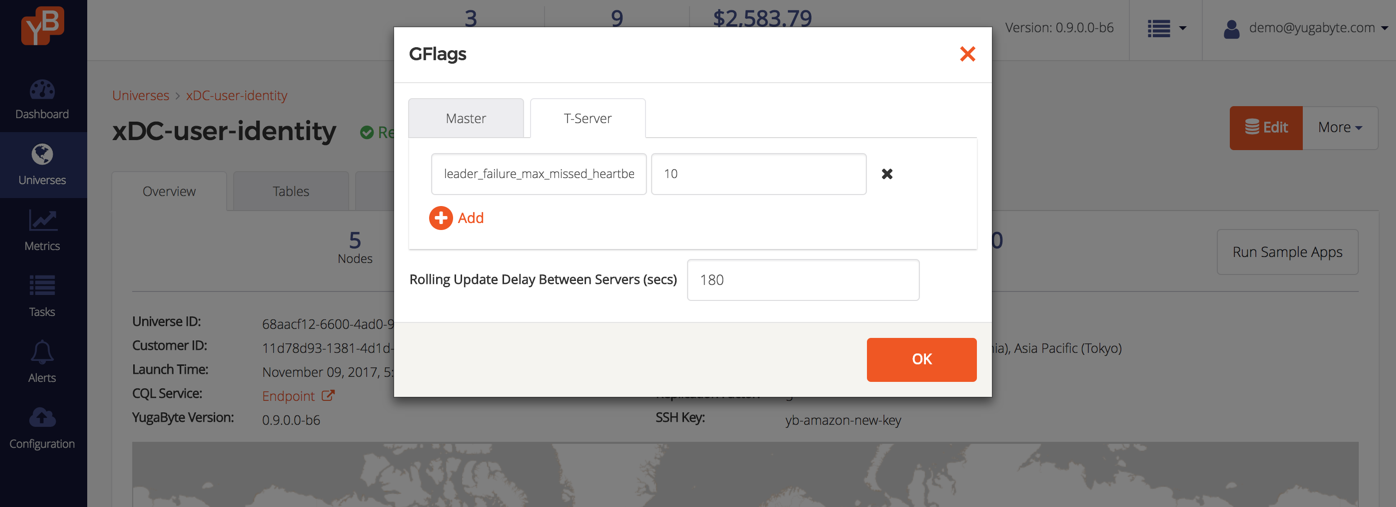 YB
3
9
$2,583.79
Version: 0.9.0.0-b6
demo@yugabyte.com
Dashboard
Universes
Metrics
Tasks
Alerts
Configuration
Universes > xDC-user-identity
xDC-user-identity
Edit
More
Overview
Tables
5
Nodes
Run Sample Apps
GFlags
Master
T-Server
leader_failure_max_missed_heartbe
10
Add
Rolling Update Delay Between Servers (secs)
180
OK
Universe ID:
68aacf12-6600-4ad0-9
Customer ID:
11d78d93-1381-4d1d-
Asia Pacific (Tokyo)
Launch Time:
November 09, 2017, 5:
CQL Service:
Endpoint
YugaByte Version:
0.9.0.0-b6
SSH Key:
yb-amazon-new-key